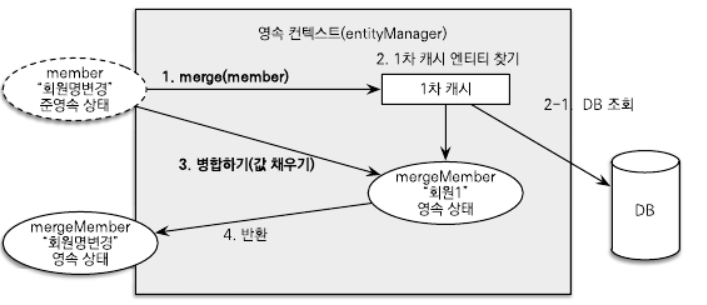 영속 컨텍스트(entityManager)
member
"회원명변경"
준영속 상태
1. merge(member)
2. 1차 캐시 엔티티 찾기
1차 캐시
2-1. DB 조회
3. 병합하기(값 채우기)
mergeMember
"회원1"
영속 상태
DB
mergeMember
"회원명변경"
영속 상태
4. 반환